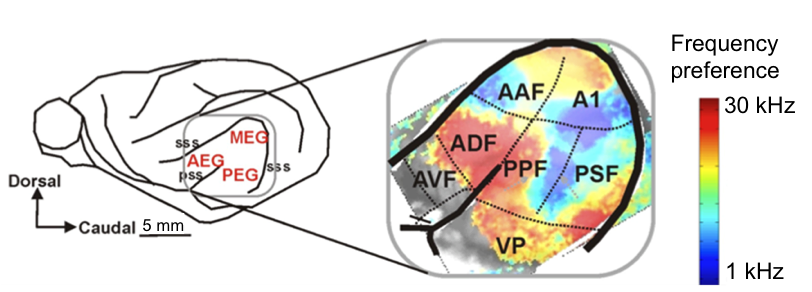 Frequency
preference
30 kHz
1 kHz
AAF
A1
ADF
PPF
PSF
AVF
VP
sss
MEG
AEG
sss
pss
PEG
Dorsal
Caudal 5 mm